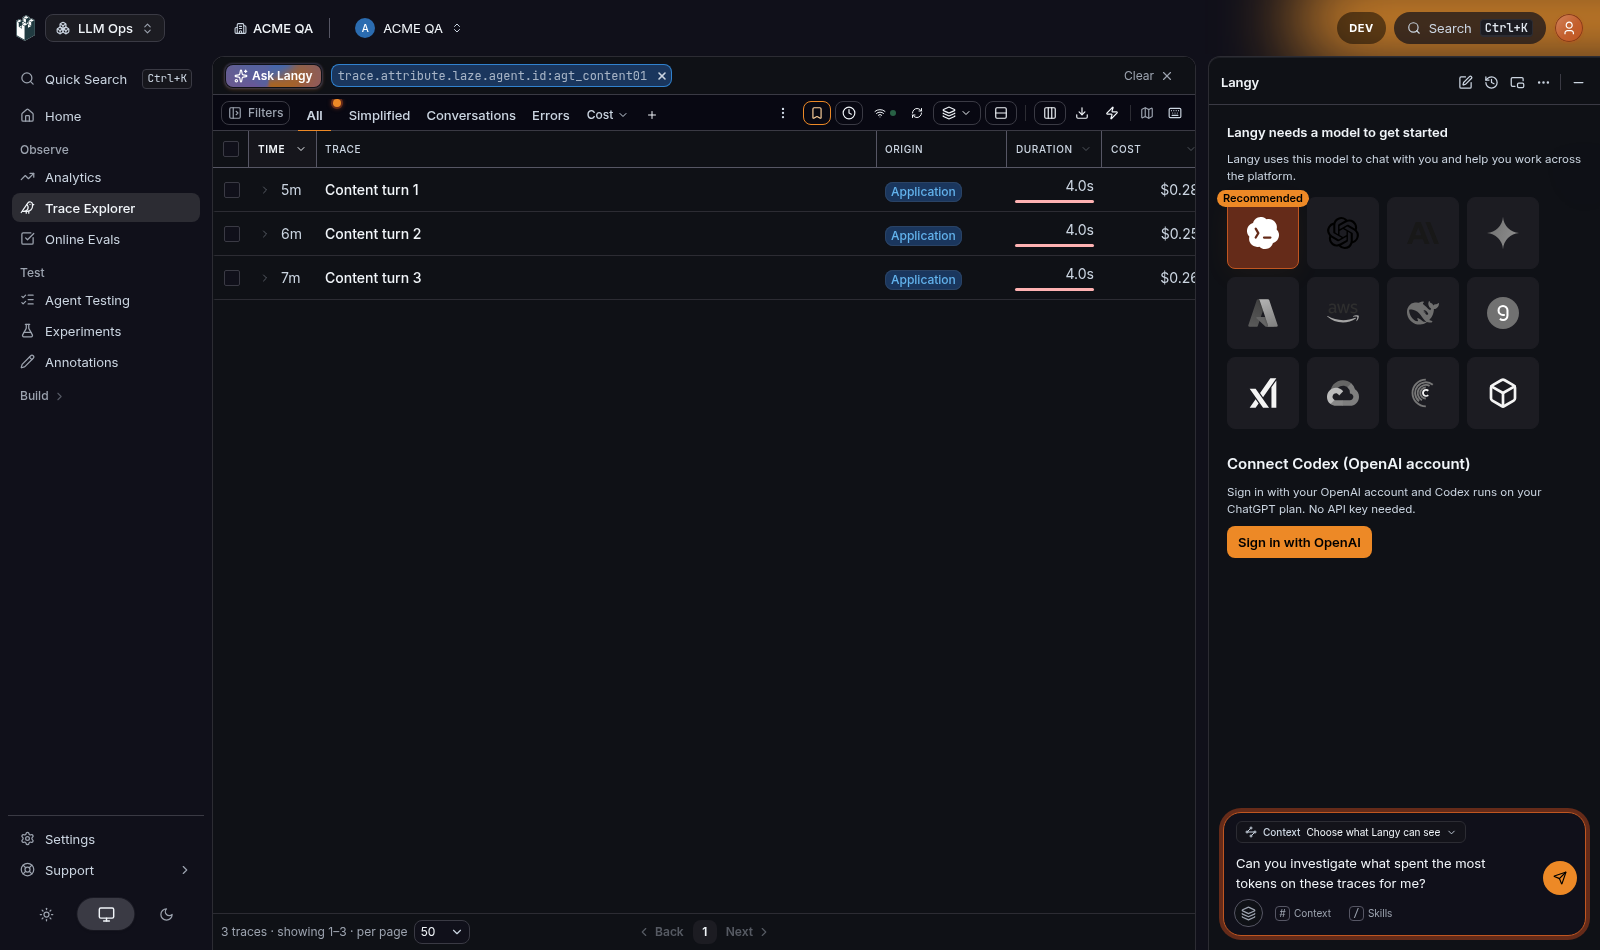 LLM Ops
ACME QA
A ACME QA
DEV
Search Ctrl+K
Quick Search Ctrl+K
Home
Observe
Analytics
Trace Explorer
Online Evals
Test
Agent Testing
Experiments
Annotations
Build
Settings
Support
Ask Langy
trace.attribute.laze.agent.id:agt_content01
Clear
Filters
All
Simplified
Conversations
Errors
Cost
TIME TRACE ORIGIN DURATION COST
5m Content turn 1 Application 4.0s $0.28
6m Content turn 2 Application 4.0s $0.25
7m Content turn 3 Application 4.0s $0.26
3 traces · showing 1–3 · per page 50
Back 1 Next
Langy
Langy needs a model to get started
Langy uses this model to chat with you and help you work across
the platform.
Recommended
aws
Connect Codex (OpenAI account)
Sign in with your OpenAI account and Codex runs on your
ChatGPT plan. No API key needed.
Sign in with OpenAI
Context Choose what Langy can see
Can you investigate what spent the most
tokens on these traces for me?
# Context / Skills